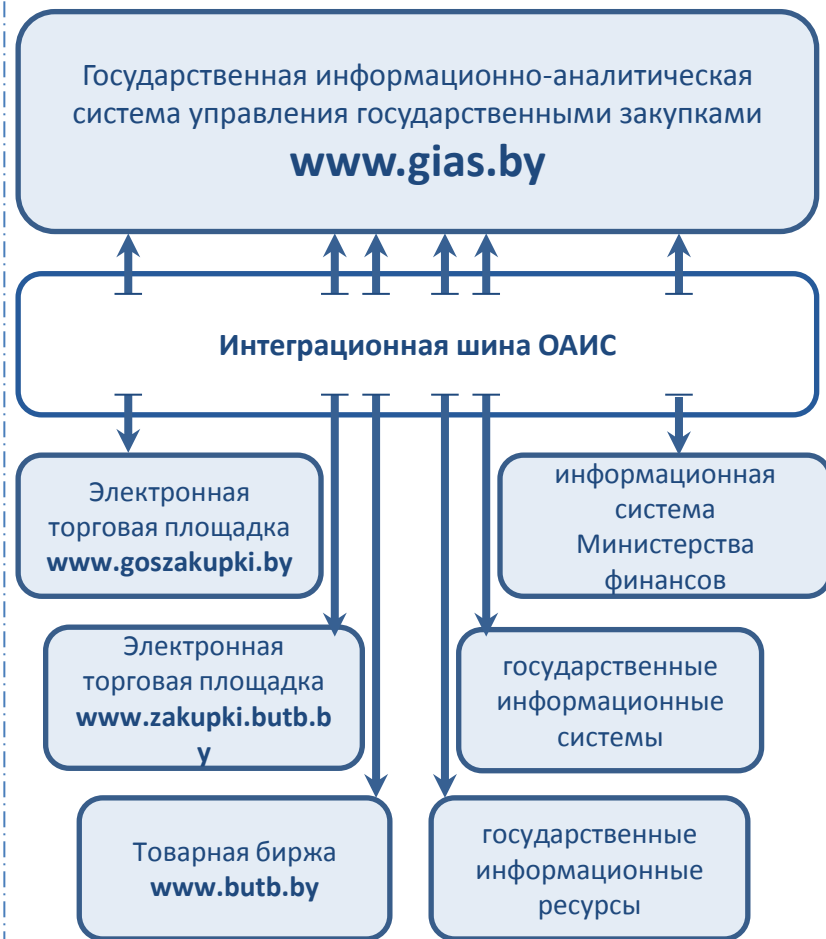 Государственная информационно-аналитическая
система управления государственными закупками
www.gias.by
Интеграционная шина ОАИС
Электронная
торговая площадка
www.goszakupki.by
информационная
система
Министерства
финансов
Электронная
торговая площадка
www.zakupki.butb.b
y
государственные
информационные
системы
Товарная биржа
www.butb.by
государственные
информационные
ресурсы